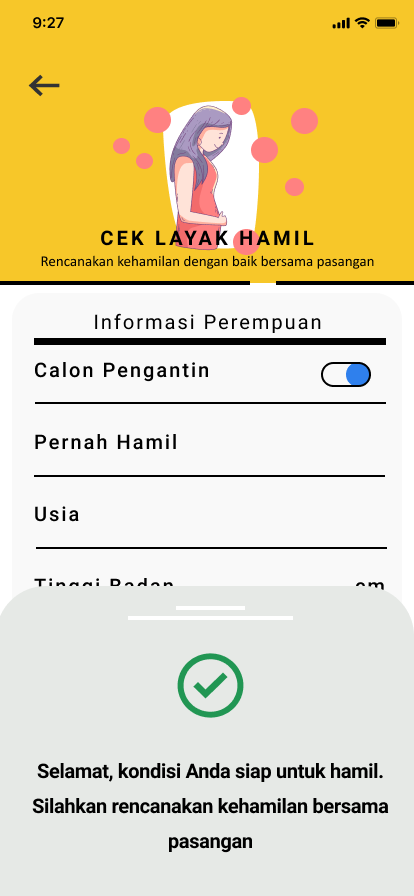 9:27
CEK LAYAK HAMIL
Rencanakan kehamilan dengan baik bersama pasangan
Informasi Perempuan
Calon Pengantin
Pernah Hamil
Usia
Tinggi Badan cm
Selamat, kondisi Anda siap untuk hamil.
Silahkan rencanakan kehamilan bersama
pasangan